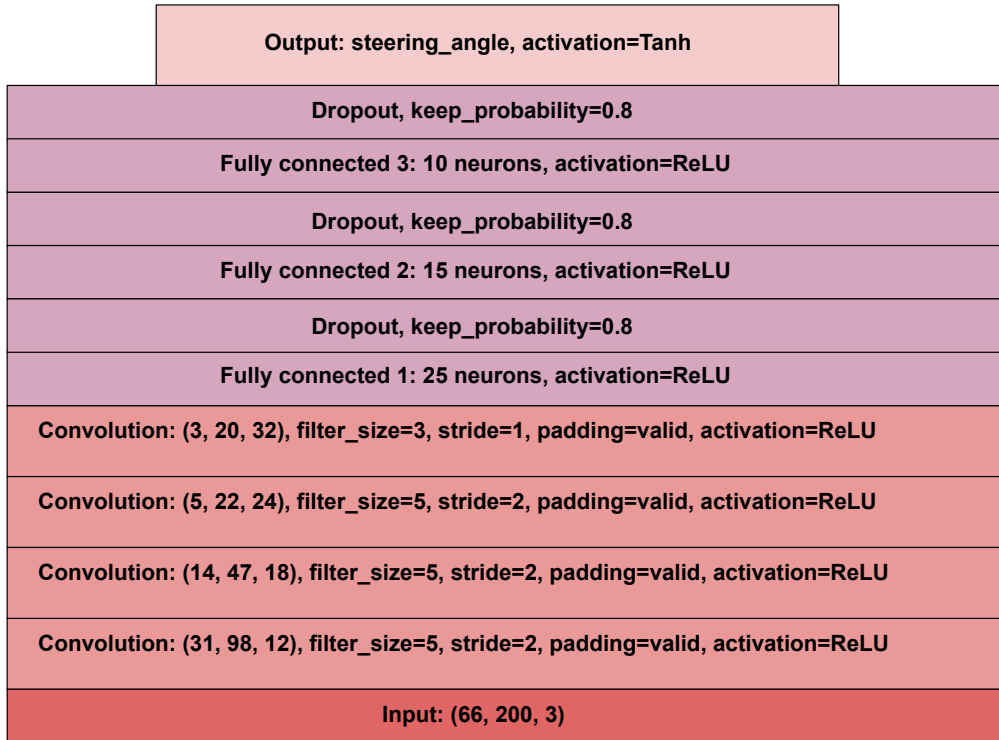 Output: steering_angle, activation=Tanh
Dropout, keep_probability=0.8
Fully connected 3: 10 neurons, activation=ReLU
Dropout, keep_probability=0.8
Fully connected 2: 15 neurons, activation=ReLU
Dropout, keep_probability=0.8
Fully connected 1: 25 neurons, activation=ReLU
Convolution: (3, 20, 32), filter_size=3, stride=1, padding=valid, activation=ReLU
Convolution: (5, 22, 24), filter_size=5, stride=2, padding=valid, activation=ReLU
Convolution: (14, 47, 18), filter_size=5, stride=2, padding=valid, activation=ReLU
Convolution: (31, 98, 12), filter_size=5, stride=2, padding=valid, activation=ReLU
Input: (66, 200, 3)